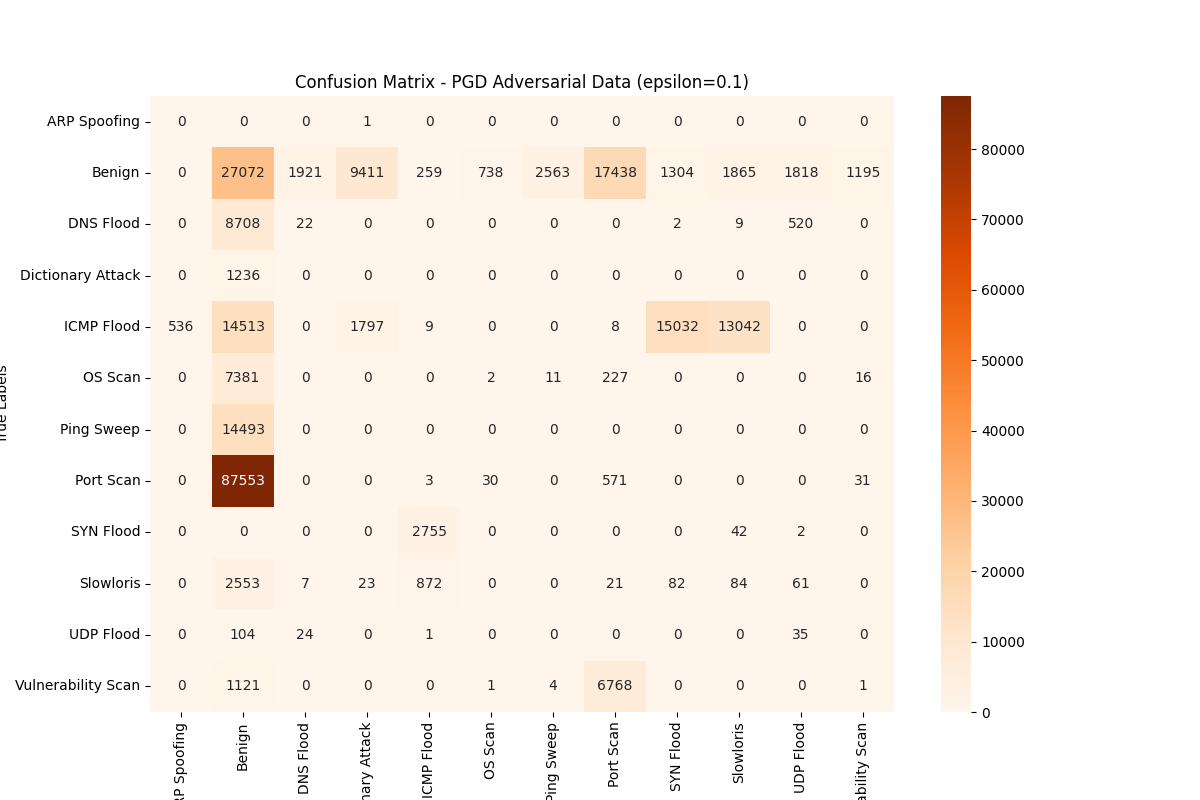 Confusion Matrix - PGD Adversarial Data (epsilon=0.1)
ARP Spoofing 0 0 0 1 0 0 0 0 0 0 0 0
Benign 0 27072 1921 9411 259 738 2563 17438 1304 1865 1818 1195
DNS Flood 0 8708 22 0 0 0 0 0 2 9 520 0
Dictionary Attack 0 1236 0 0 0 0 0 0 0 0 0 0
ICMP Flood 536 14513 0 1797 9 0 0 8 15032 13042 0 0
OS Scan 0 7381 0 0 0 2 11 227 0 0 0 16
Ping Sweep 0 14493 0 0 0 0 0 0 0 0 0 0
Port Scan 0 87553 0 0 3 30 0 571 0 0 0 31
SYN Flood 0 0 0 0 2755 0 0 0 0 42 2 0
Slowloris 0 2553 7 23 872 0 0 21 82 84 61 0
UDP Flood 0 104 24 0 1 0 0 0 0 0 35 0
Vulnerability Scan 0 1121 0 0 0 1 4 6768 0 0 0 1
RP Spoofing
Benign
DNS Flood
nary Attack
ICMP Flood
OS Scan
Ping Sweep
Port Scan
SYN Flood
Slowloris
UDP Flood
ability Scan
80000
70000
60000
50000
40000
30000
20000
10000
0